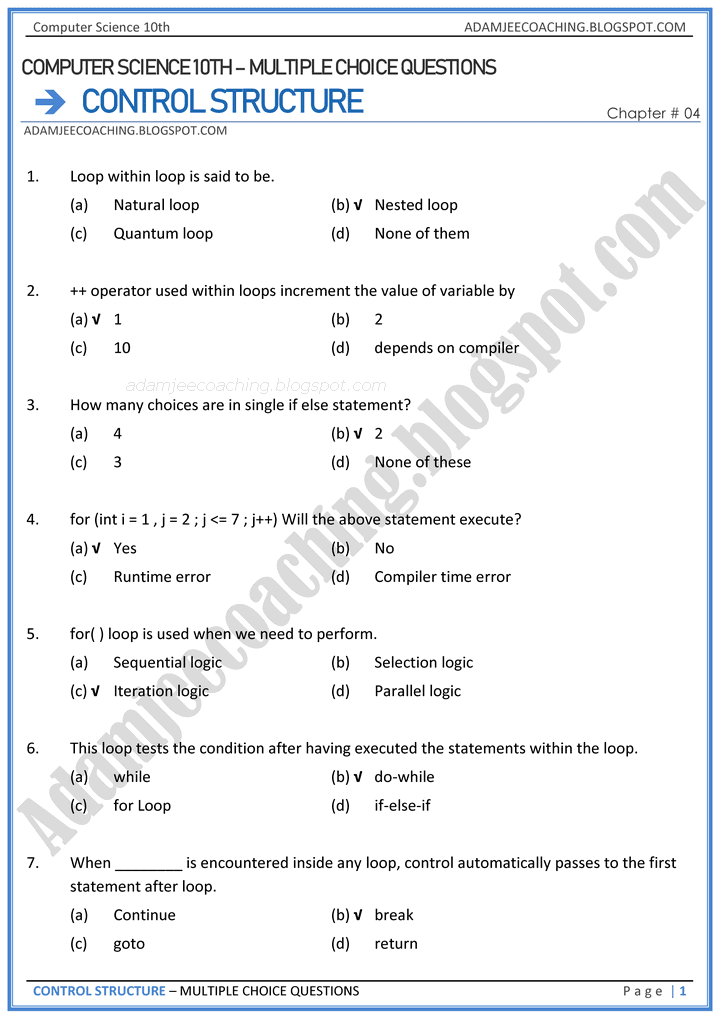 Computer Science 10th ADAMJEECOACHING.BLOGSPOT.COM
COMPUTER SCIENCE 10TH – MULTIPLE CHOICE QUESTIONS
➔ CONTROL STRUCTURE
Chapter # 04
ADAMJEECOACHING.BLOGSPOT.COM
1. Loop within loop is said to be.
(a) Natural loop (b) √ Nested loop
(c) Quantum loop (d) None of them
2. ++ operator used within loops increment the value of variable by
(a) √ 1 (b) 2
(c) 10 (d) depends on compiler
adamjeecoaching.blogspot.com
3. How many choices are in single if else statement?
(a) 4 (b) √ 2
(c) 3 (d) None of these
4. for (int i = 1 , j = 2 ; j <= 7 ; j++) Will the above statement execute?
(a) √ Yes (b) No
(c) Runtime error (d) Compiler time error
5. for( ) loop is used when we need to perform.
(a) Sequential logic (b) Selection logic
(c) √ Iteration logic (d) Parallel logic
6. This loop tests the condition after having executed the statements within the loop.
(a) while (b) √ do-while
(c) for Loop (d) if-else-if
7. When ________ is encountered inside any loop, control automatically passes to the first
statement after loop.
(a) Continue (b) √ break
(c) goto (d) return
Adamjeecoaching.blogspot.com
CONTROL STRUCTURE – MULTIPLE CHOICE QUESTIONS Page | 1